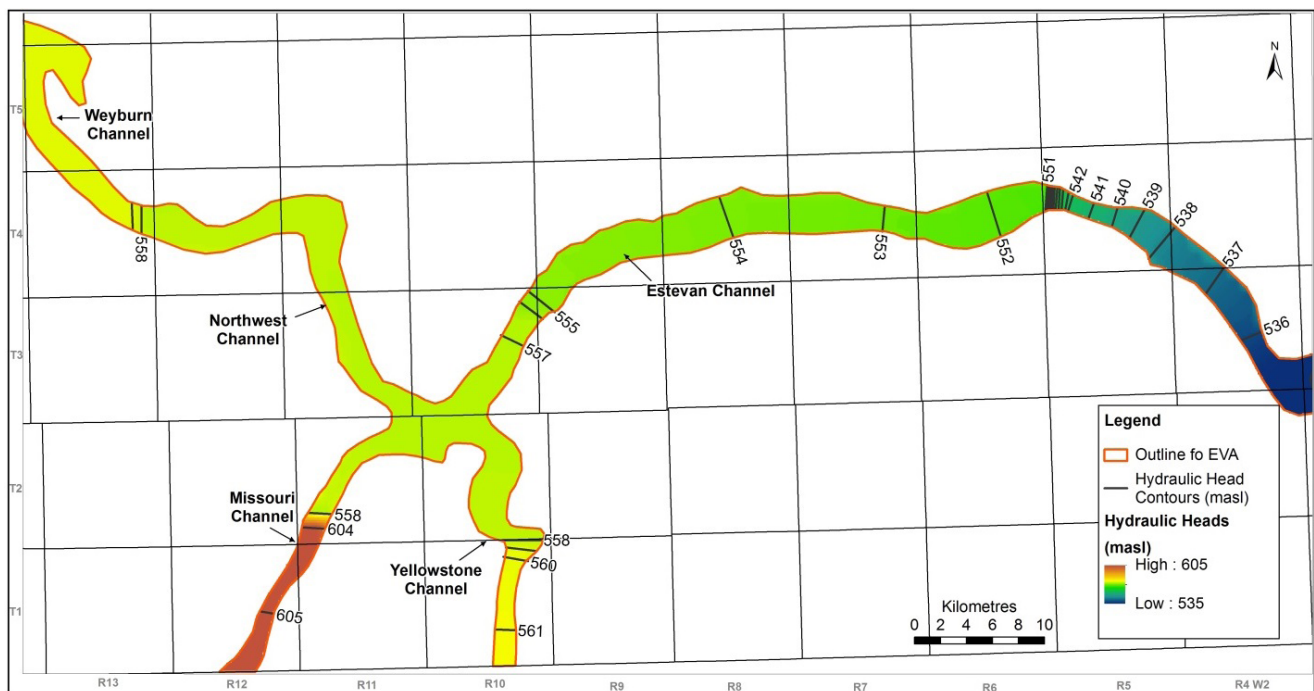 N
T5
Weyburn
Channel
551
542
541
540
539
538
537
536
T4
558
554
553
552
Estevan Channel
Northwest
Channel
555
557
T3
Legend
Outline fo EVA
Hydraulic Head
Contours (masl)
Hydraulic Heads
(masl)
High : 605
Low : 535
T2
Missouri
Channel
558
604
558
560
Yellowstone
Channel
T1
605
561
Kilometres
0 2 4 6 8 10
R13 R12 R11 R10 R9 R8 R7 R6 R5 R4 W2